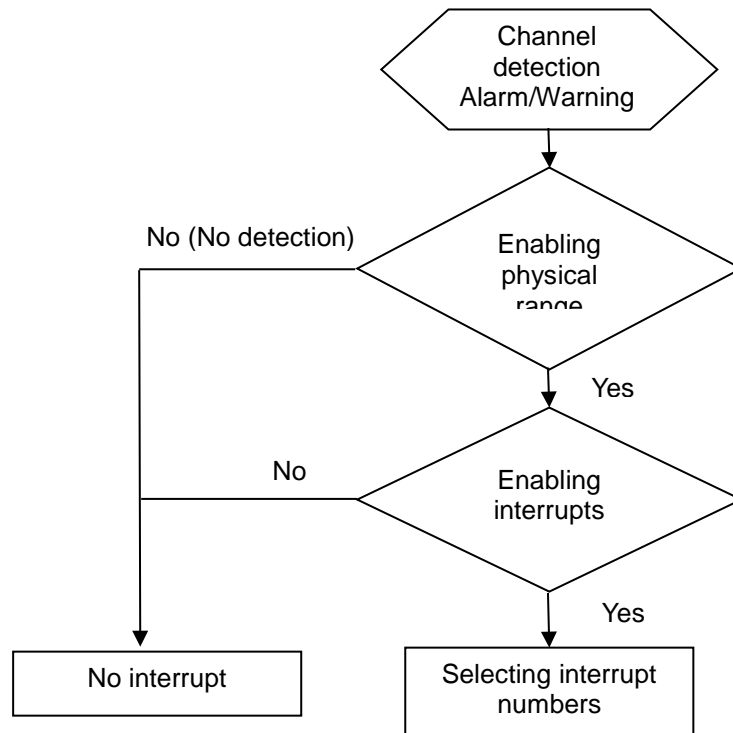 Channel
detection
Alarm/Warning
No (No detection)
Enabling
physical
range
Yes
No
Enabling
interrupts
Yes
No interrupt
Selecting interrupt
numbers